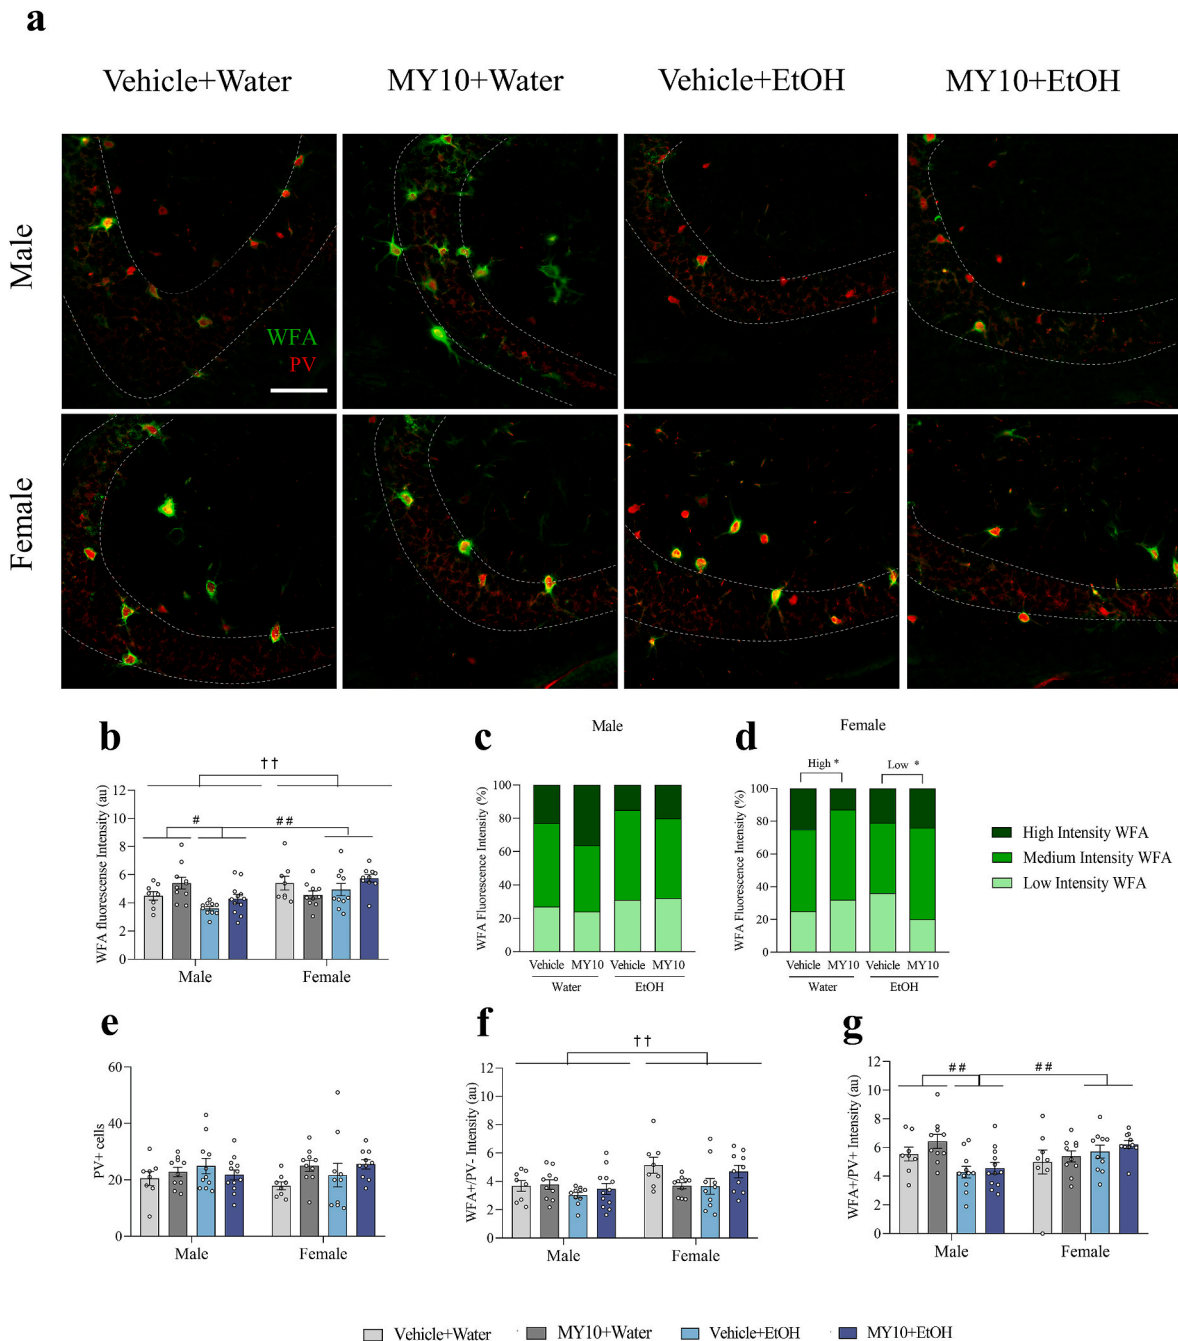 a
Vehicle+Water MY10+Water Vehicle+EtOH MY10+EtOH
Male
WFA
PV
Female
b
††
12
10
8
6
4
2
0
# ##
WFA fluorescense Intensity (au)
Male Female
c
Male
100
80
60
40
20
0
WFA Fluorescence Intensity (%)
Vehicle MY10 Vehicle MY10
Water EtOH
d
Female
High * Low *
100
80
60
40
20
0
WFA Fluorescence Intensity (%)
Vehicle MY10 Vehicle MY10
Water EtOH
High Intensity WFA
Medium Intensity WFA
Low Intensity WFA
e
60
40
20
0
PV+ cells
Male Female
f
††
12
10
8
6
4
2
0
WFA+/PV- Intensity (au)
Male Female
g
12
10
8
6
4
2
0
## ##
WFA+/PV+ Intensity (au)
Male Female
Vehicle+Water MY10+Water Vehicle+EtOH MY10+EtOH